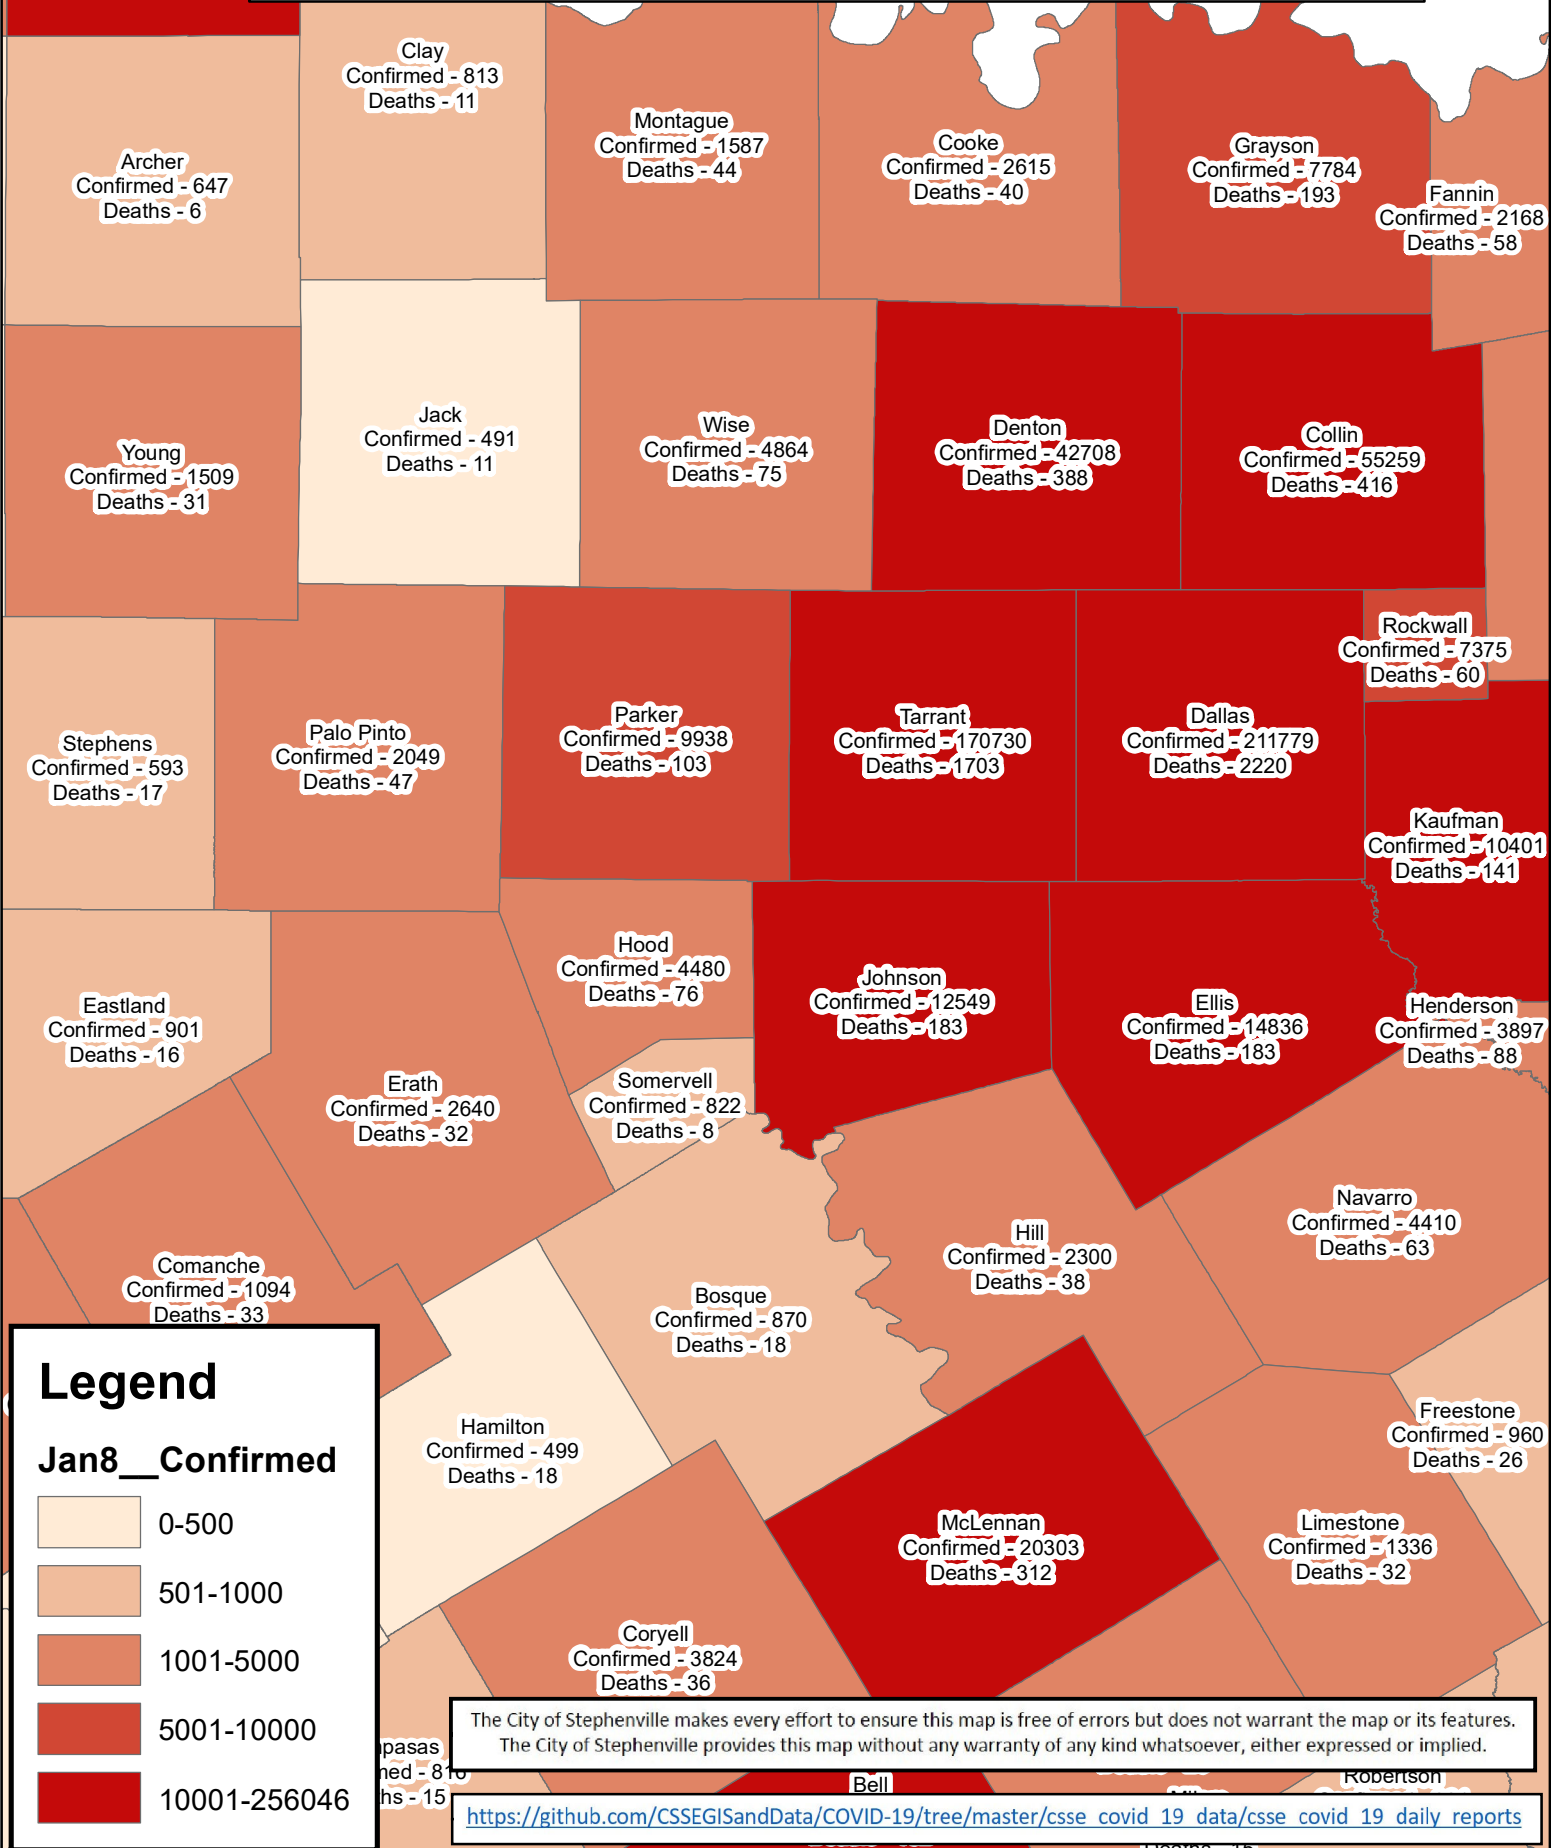 Clay
Confirmed - 813
Deaths - 11
Montague
Confirmed - 1587
Deaths - 44
Cooke
Confirmed - 2615
Deaths - 40
Grayson
Confirmed - 7784
Deaths - 193
Archer
Confirmed - 647
Deaths - 6
Fannin
Confirmed - 2168
Deaths - 58
Jack
Confirmed - 491
Deaths - 11
Wise
Confirmed - 4864
Deaths - 75
Denton
Confirmed - 42708
Deaths - 388
Collin
Confirmed - 55259
Deaths - 416
Young
Confirmed - 1509
Deaths - 31
Rockwall
Confirmed - 7375
Deaths - 60
Stephens
Confirmed - 593
Deaths - 17
Palo Pinto
Confirmed - 2049
Deaths - 47
Parker
Confirmed - 9938
Deaths - 103
Tarrant
Confirmed - 170730
Deaths - 1703
Dallas
Confirmed - 211779
Deaths - 2220
Kaufman
Confirmed - 10401
Deaths - 141
Hood
Confirmed - 4480
Deaths - 76
Johnson
Confirmed - 12549
Deaths - 183
Ellis
Confirmed - 14836
Deaths - 183
Henderson
Confirmed - 3897
Deaths - 88
Eastland
Confirmed - 901
Deaths - 16
Erath
Confirmed - 2640
Deaths - 32
Somervell
Confirmed - 822
Deaths - 8
Navarro
Confirmed - 4410
Deaths - 63
Hill
Confirmed - 2300
Deaths - 38
Comanche
Confirmed - 1094
Deaths - 33
Bosque
Confirmed - 870
Deaths - 18
Hamilton
Confirmed - 499
Deaths - 18
Freestone
Confirmed - 960
Deaths - 26
McLennan
Confirmed - 20303
Deaths - 312
Limestone
Confirmed - 1336
Deaths - 32
Coryell
Confirmed - 3824
Deaths - 36
Legend
Jan8__Confirmed
0-500
501-1000
1001-5000
5001-10000
10001-256046
pasas
med - 816
ths - 15
The City of Stephenville makes every effort to ensure this map is free of errors but does not warrant the map or its features.
The City of Stephenville provides this map without any warranty of any kind whatsoever, either expressed or implied.
Bell
Robertson
https://github.com/CSSEGISandData/COVID-19/tree/master/csse_covid_19_data/csse_covid_19_daily_reports